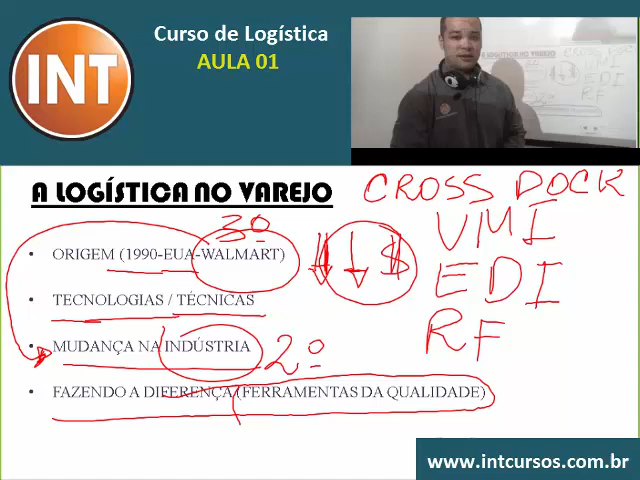 INT
Curso de Logística
AULA 01
A LOGÍSTICA NO VAREJO
CROSS DOCK
VMI
EDI
RF
3º
• ORIGEM (1990-EUA-WALMART)
$
• TECNOLOGIAS / TÉCNICAS
• MUDANÇA NA INDÚSTRIA 2º
• FAZENDO A DIFERENÇA (FERRAMENTAS DA QUALIDADE)
www.intcursos.com.br